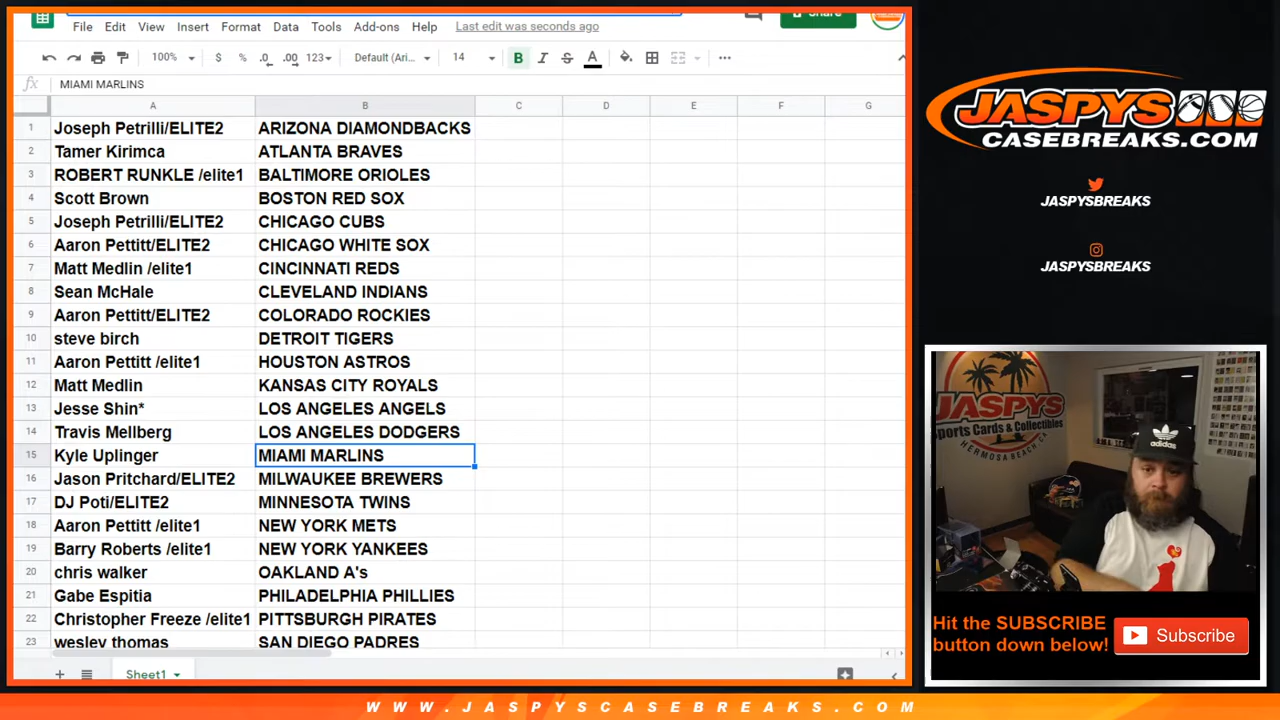 File Edit View Insert Format Data Tools Add-ons Help Last edit was seconds ago
Share
100% $ % .0 .00 123 Default (Ari... 14 B I S A
fx MIAMI MARLINS
A B C D E F G
1 Joseph Petrilli/ELITE2 ARIZONA DIAMONDBACKS
2 Tamer Kirimca ATLANTA BRAVES
3 ROBERT RUNKLE /elite1 BALTIMORE ORIOLES
4 Scott Brown BOSTON RED SOX
5 Joseph Petrilli/ELITE2 CHICAGO CUBS
6 Aaron Pettitt/ELITE2 CHICAGO WHITE SOX
7 Matt Medlin /elite1 CINCINNATI REDS
8 Sean McHale CLEVELAND INDIANS
9 Aaron Pettitt/ELITE2 COLORADO ROCKIES
10 steve birch DETROIT TIGERS
11 Aaron Pettitt /elite1 HOUSTON ASTROS
12 Matt Medlin KANSAS CITY ROYALS
13 Jesse Shin* LOS ANGELES ANGELS
14 Travis Mellberg LOS ANGELES DODGERS
15 Kyle Uplinger MIAMI MARLINS
16 Jason Pritchard/ELITE2 MILWAUKEE BREWERS
17 DJ Poti/ELITE2 MINNESOTA TWINS
18 Aaron Pettitt /elite1 NEW YORK METS
19 Barry Roberts /elite1 NEW YORK YANKEES
20 chris walker OAKLAND A's
21 Gabe Espitia PHILADELPHIA PHILLIES
22 Christopher Freeze /elite1 PITTSBURGH PIRATES
23 wesley thomas SAN DIEGO PADRES
Sheet1
JASPYS
CASEBREAKS.COM
JASPYSBREAKS
JASPYSBREAKS
JASPYS
Sports Cards & Collectibles
HERMOSA BEACH, CA
adidas
Hit the SUBSCRIBE
button down below!
Subscribe
WWW.JASPYSCASEBREAKS.COM